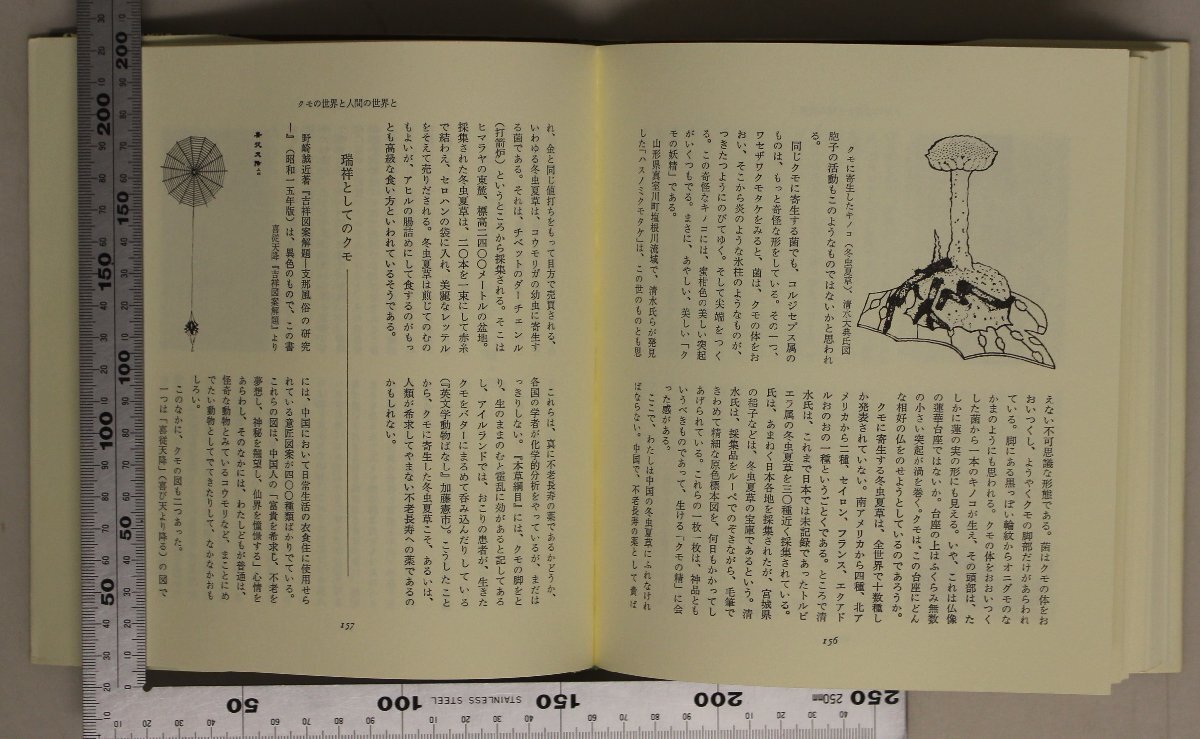 クモに寄生したキノコ(冬虫夏草)、清水大典氏図
胞子の活動もこのようなものではないかと思われ
る。
同じクモに寄生する菌でも、コルジセプス属の
ものは、もっと奇怪な形をしている。その一つ、
ワセザワクモタケをみると、菌は、クモの体をお
おい、そこから炎のような氷柱のようなものが、
つきたつようにのびてゆく。そして尖端をつく
る。この奇怪なキノコには、蜜柑色の美しい突起
がいくつもでる。まさに、あやしい、美しい「ク
モの妖精」である。
山形県真室川町塩根川流域で、清水氏らが発見
した「ハスノミクモタケ」は、この世のものとも思
えない不可思議な形態である。菌はクモの体をお
おいつくし、ようやくクモの脚部だけがあらわれ
ている。脚にある黒っぽい輪紋からオニグモのな
かまのようにも思われる。クモの体をおおいつく
した菌から一本のキノコが生え、その頭部は、た
しかに蓮の実の形にも見える。いや、これは仏像
の蓮華台座ではないか。台座の上はふくらみ無数
の小さい突起が渦を巻く。クモは、この台座にどん
な相好の仏をのせようとしているのであろうか。
クモに寄生する冬虫夏草は、全世界で十数種し
か発表されていない。南アメリカから四種、北ア
メリカから二種、セイロン、フランス、エクアド
ルおのおの一種というごとくである。ところで清
水氏は、これまで日本では未記録であったトルビ
エラ属の冬虫夏草を三〇種近く採集されている。
氏は、あまねく日本各地を採集されたが、宮城県
の刈子などは、冬虫夏草の宝庫であるという。清
水氏は、採集品をルーペでのぞきながら、毛筆で
きわめて精細な原色標本図を、何日もかかってし
あげられている。これらの一枚一枚は、神品とも
いうべきものであって、生ける「クモの精」に会
った感がある。
ここで、わたしは中国の冬虫夏草にふれなけれ
ばならない。中国で、不老長寿の薬として貴ば
156
クモの世界と人間の世界と
れ、金と同じ値打ちをもって目方で売買される、
いわゆる冬虫夏草は、コウモリガの幼虫に寄生す
る菌である。それは、チベットのダーチェンル
(打箭炉)というところから採集される。そこは
ヒマラヤの東麓、標高二四〇〇メートルの盆地。
採集された冬虫夏草は、二〇本を一束にして赤糸
で結わえ、セロハンの袋に入れ、美麗なレッテル
をそえて売りだされる。冬虫夏草は煎じてのむの
もよいが、アヒルの腸詰めにして食するのがもっ
とも高級な食い方といわれているそうである。
これらは、真に不老長寿の薬であるかどうか、
各国の学者が化学的分析をやっているが、まだは
っきりしない。『本草綱目』には、クモの脚をと
り、生のままのむと霍乱に効があると記してある
し、アイルランドでは、おこりの患者が、生きた
クモをバターにまるめて呑み込んだりしている
(『英文学動物ばなし』加藤憲市)。こうしたこと
から、クモに寄生した冬虫夏草こそ、あるいは、
人類が希求してやまない不老長寿への薬であるの
かもしれない。
瑞祥としてのクモ
野崎誠近著『吉祥図案解題―支那風俗の研究
―』(昭和一五年版)は、異色のもので、この書
喜従天降『吉祥図案解題』より
喜従天降
には、中国において日常生活の衣食住に使用せら
れている意匠図案が四〇〇種類ばかりでている。
これらの図は、中国人の「富貴を希求し、不老を
夢想し、神秘を翹望し、仙界を憧憬する」心情を
あらわし、そのなかには、わたしどもが普通は、
怪奇な動物とみているコウモリなど、まことにめ
でたい動物としてでてきたりして、なかなかおも
しろい。
このなかに、クモの図も二つあった。
一つは「喜従天降」(喜び天より降る)の図で
157
200
150
100
50
50
100
STAINLESS STEEL
150
200
250mm
250